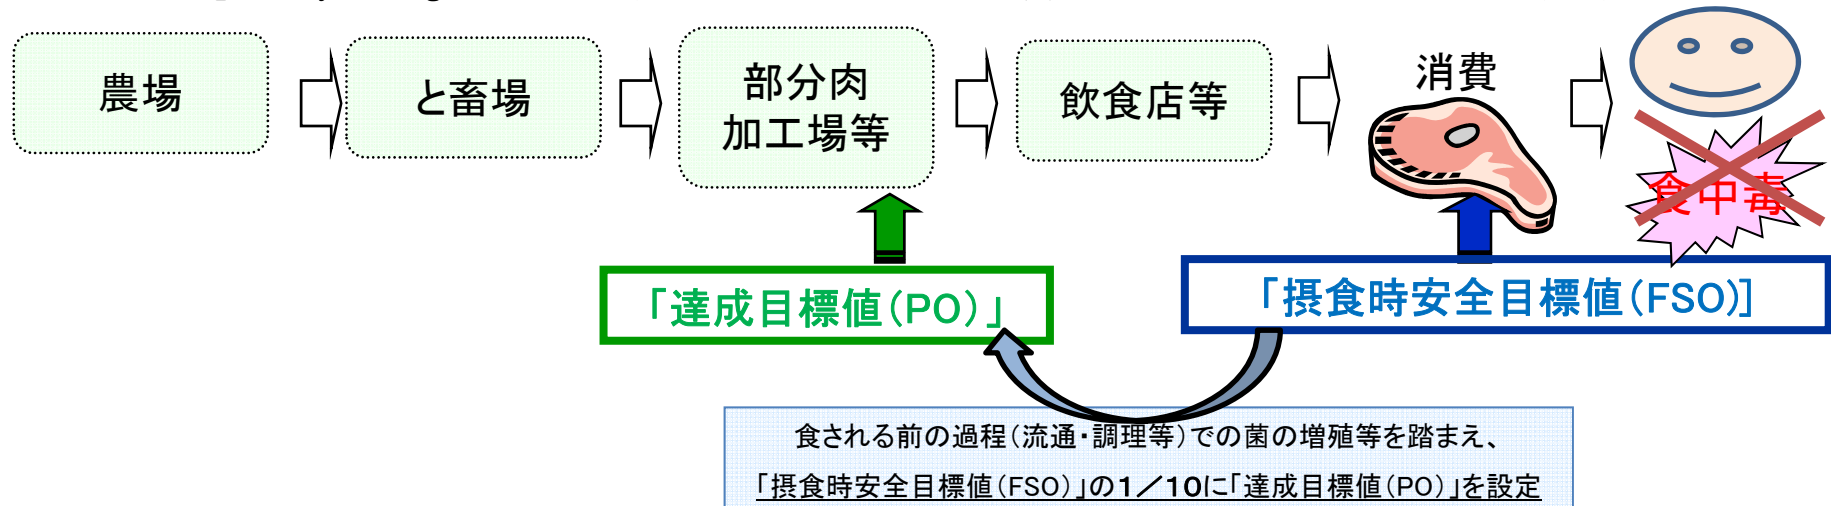 農場
と畜場
部分肉
加工場等
飲食店等
消費
食中毒
「達成目標値(PO)」
「摂食時安全目標値(FSO)]
食される前の過程(流通・調理等)での菌の増殖等を踏まえ、
「摂食時安全目標値(FSO)」の1/10に「達成目標値(PO)」を設定